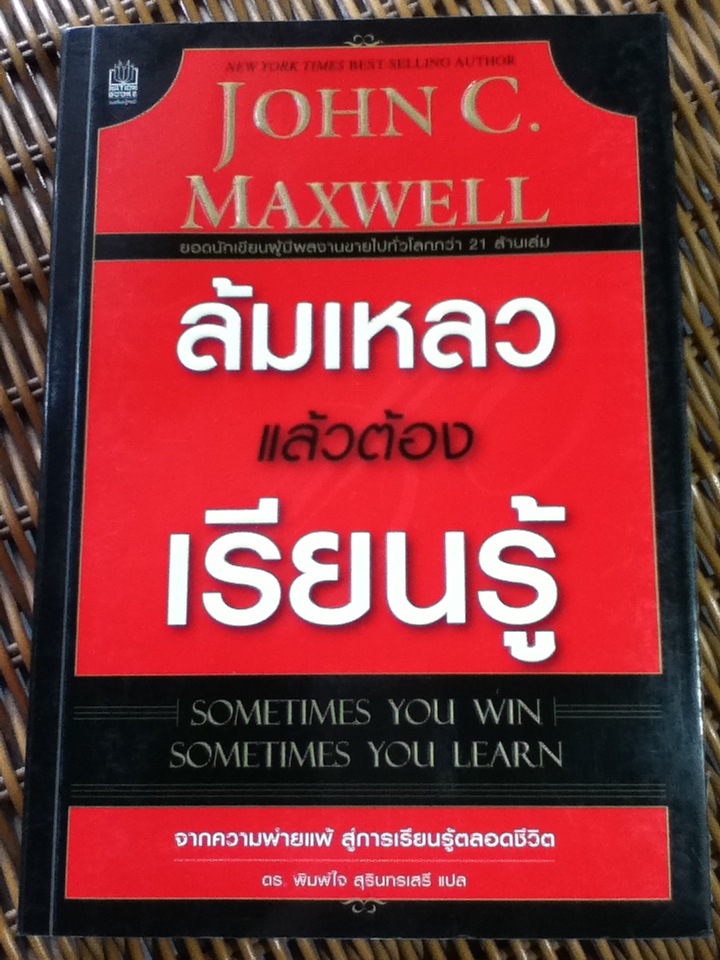 NATION
BOOKS
NEW YORK TIMES BEST-SELLING AUTHOR
JOHN C.
MAXWELL
ยอดนักเขียนผู้มีผลงานขายไปทั่วโลกกว่า 21 ล้านเล่ม
ล้มเหลว
แล้วต้อง
เรียนรู้
SOMETIMES YOU WIN
SOMETIMES YOU LEARN
จากความพ่ายแพ้ สู่การเรียนรู้ตลอดชีวิต
ดร. พิมพ์ใจ สุรินทรเสรี แปล